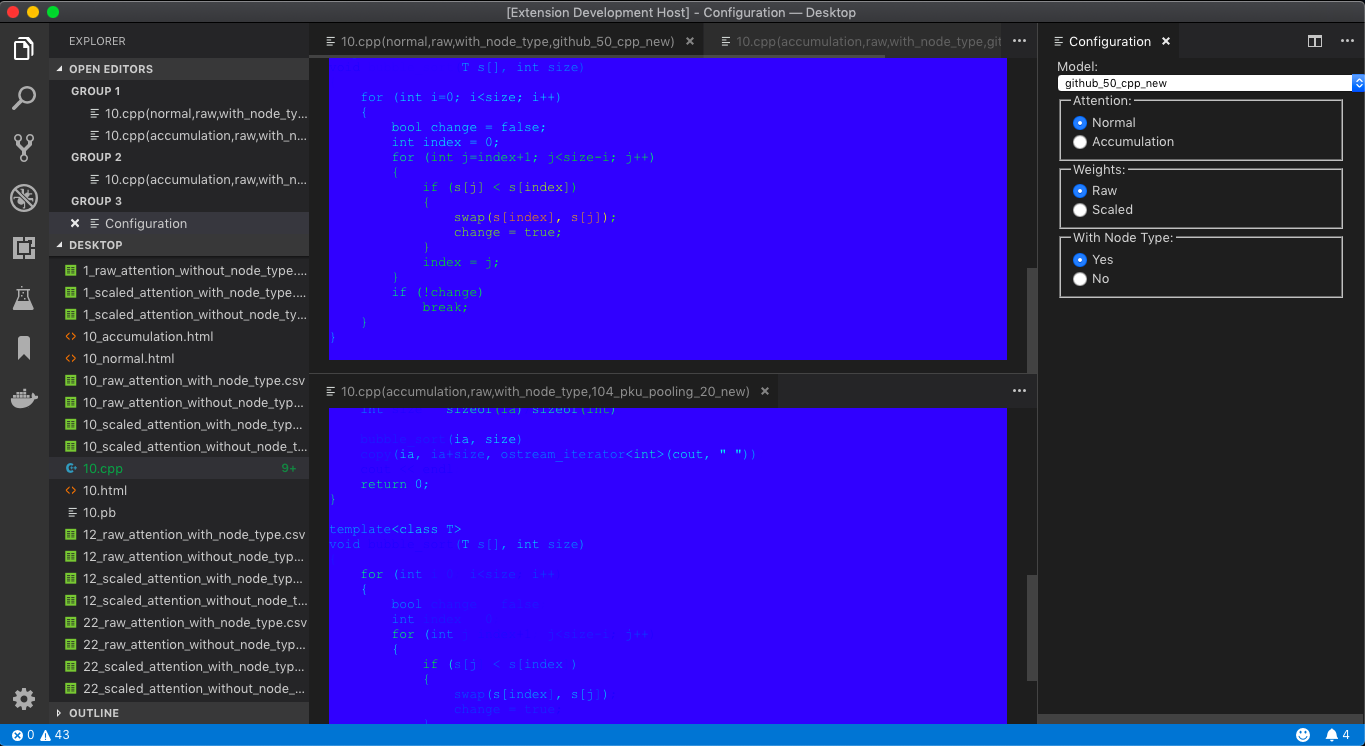 [Extension Development Host] - Configuration — Desktop
EXPLORER
OPEN EDITORS
GROUP 1
10.cpp(normal,raw,with_node_ty...
10.cpp(accumulation,raw,with_n...
GROUP 2
10.cpp(accumulation,raw,with_n...
GROUP 3
Configuration
DESKTOP
1_raw_attention_without_node_type....
1_scaled_attention_with_node_type....
1_scaled_attention_without_node_ty...
10_accumulation.html
10_normal.html
10_raw_attention_with_node_type.csv
10_raw_attention_without_node_typ...
10_scaled_attention_with_node_typ...
10_scaled_attention_without_node_t...
10.cpp 9+
10.html
10.pb
12_raw_attention_with_node_type.csv
12_raw_attention_without_node_typ...
12_scaled_attention_with_node_typ...
12_scaled_attention_without_node_t...
22_raw_attention_with_node_type.csv
22_raw_attention_without_node_typ...
22_scaled_attention_with_node_typ...
22_scaled_attention_without_node_...
OUTLINE
10.cpp(normal,raw,with_node_type,github_50_cpp_new)
10.cpp(accumulation,raw,with_node_type,git
T s[], int size)
for (int i=0; i<size; i++)
{
bool change = false;
int index = 0;
for (int j=index+1; j<size-i; j++)
{
if (s[j] < s[index])
{
swap(s[index], s[j]);
change = true;
}
index = j;
}
if (!change)
break;
}
}
10.cpp(accumulation,raw,with_node_type,104_pku_pooling_20_new)
int sizeof(ia) sizeof(int)
bubble_sort(ia, size)
copy(ia, ia+size, ostream_iterator<int>(cout, " "))
return 0;
}
template<class T>
void (T s[], int size)
for (int 0 i<size i++
{
bool change false
int index 0
for (int j<size-i j++
{
if (s[j < s[index )
{
swap(s[index], s[j])
change = true
Configuration
Model:
github_50_cpp_new
Attention:
Normal
Accumulation
Weights:
Raw
Scaled
With Node Type:
Yes
No
0 43
4